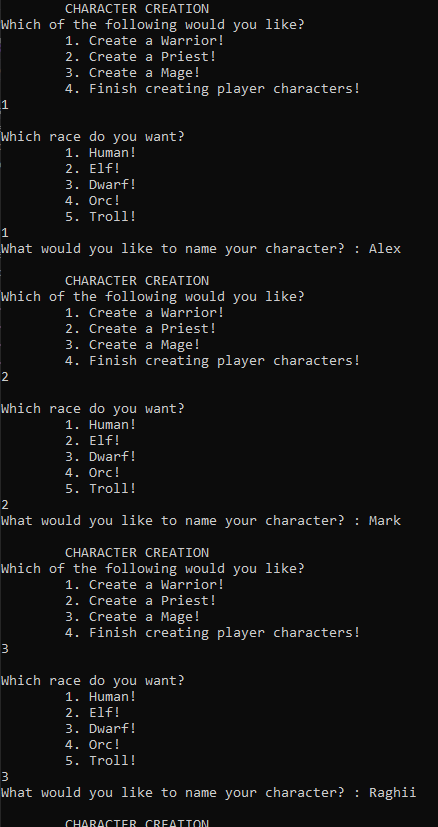 CHARACTER CREATION
Which of the following would you like?
1. Create a Warrior!
2. Create a Priest!
3. Create a Mage!
4. Finish creating player characters!
1
Which race do you want?
1. Human!
2. Elf!
3. Dwarf!
4. Orc!
5. Troll!
1
What would you like to name your character? : Alex
CHARACTER CREATION
Which of the following would you like?
1. Create a Warrior!
2. Create a Priest!
3. Create a Mage!
4. Finish creating player characters!
2
Which race do you want?
1. Human!
2. Elf!
3. Dwarf!
4. Orc!
5. Troll!
2
What would you like to name your character? : Mark
CHARACTER CREATION
Which of the following would you like?
1. Create a Warrior!
2. Create a Priest!
3. Create a Mage!
4. Finish creating player characters!
3
Which race do you want?
1. Human!
2. Elf!
3. Dwarf!
4. Orc!
5. Troll!
3
What would you like to name your character? : Raghii
CHARACTER CREATION